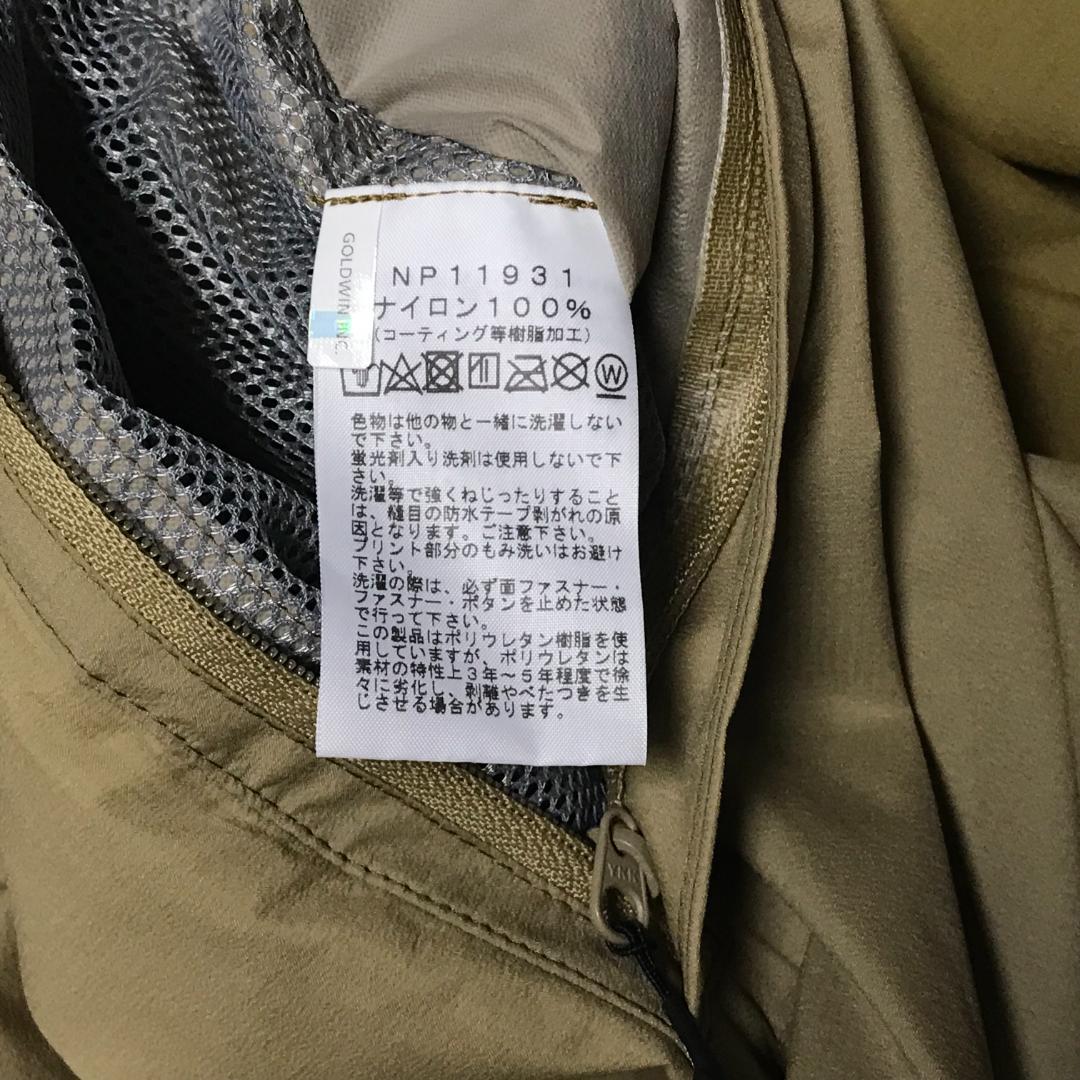 GOLDWIN INC.
NP11931
ナイロン100%
(コーティング等樹脂加工)
W
色物は他の物と一緒に洗濯しない
で下さい。
蛍光剤入り洗剤は使用しないで下
さい。
洗濯等で強くねじったりすること
は、縫目の防水テープ剥がれの原
因となります。ご注意下さい。
プリント部分のもみ洗いはお避け
下さい。
洗濯の際は、必ず面ファスナー・
ファスナー・ボタンを止めた状態
で行って下さい。
この製品はポリウレタン樹脂を使
用していますが、ポリウレタンは
素材の特性上3年～5年程度で徐
々に劣化し、剥離やべたつきを生
じさせる場合があります。
YKK